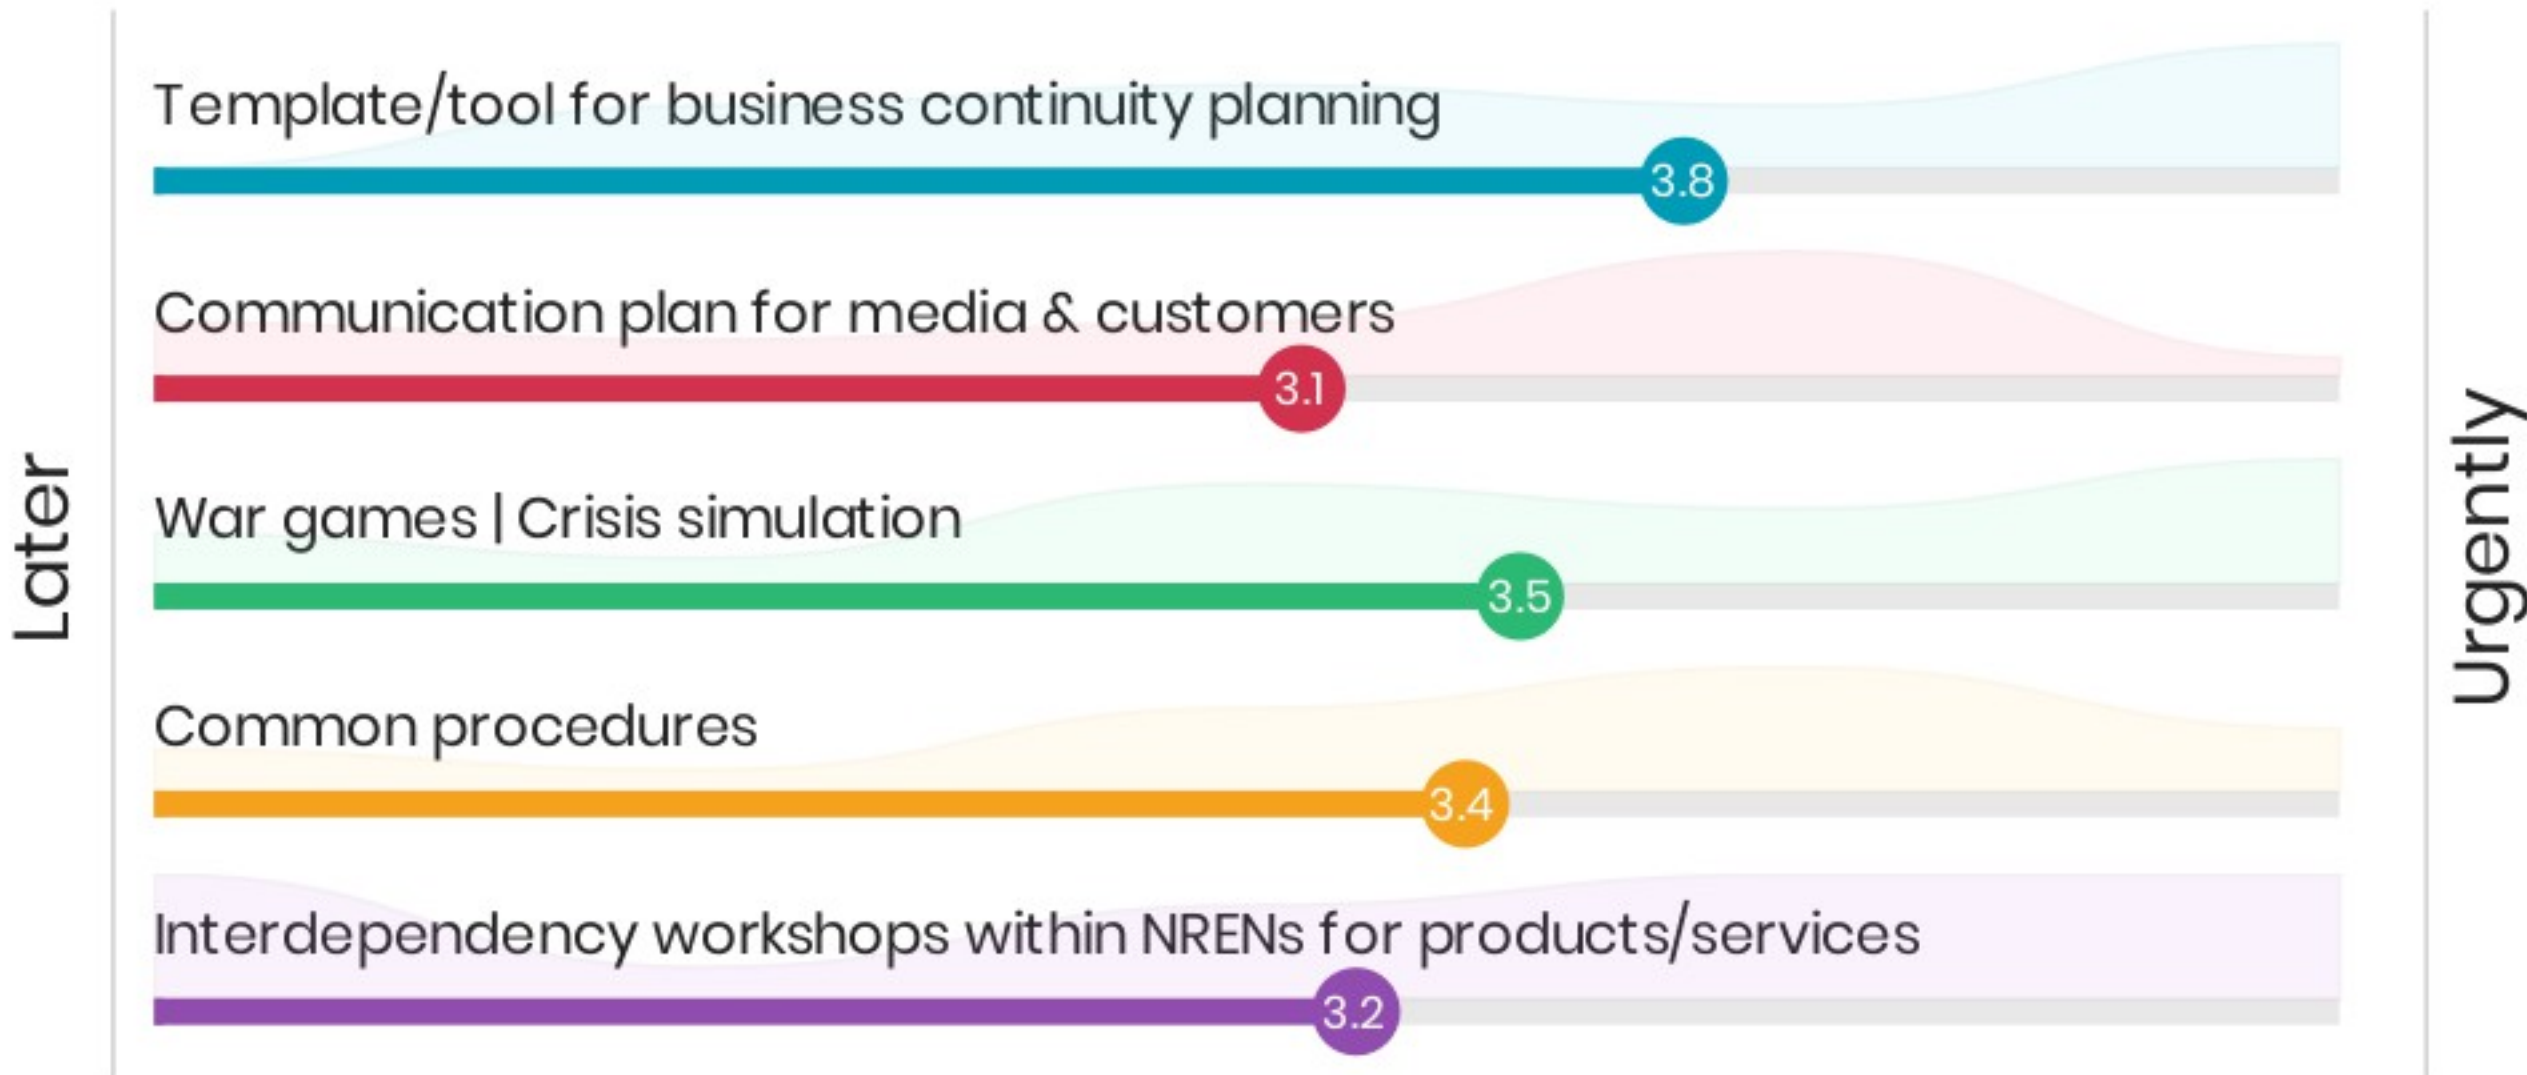 Later
Template/tool for business continuity planning
3.8
Communication plan for media & customers
3.1
War games | Crisis simulation
3.5
Common procedures
3.4
Interdependency workshops within NRENs for products/services
3.2
Urgently